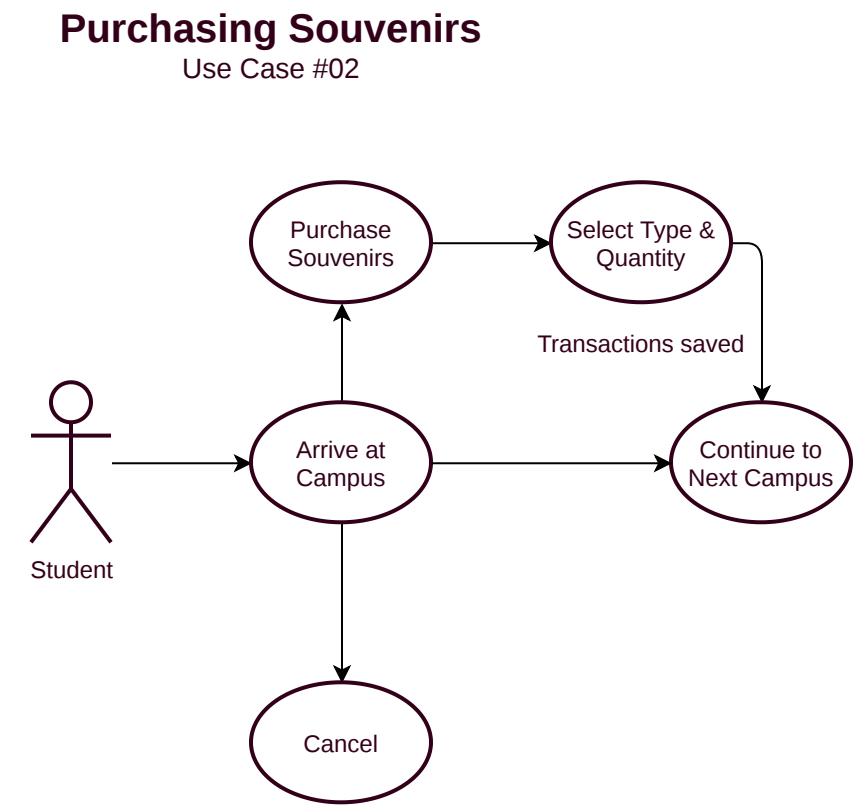 Purchasing Souvenirs
Use Case #02
Purchase
Souvenirs
Select Type &
Quantity
Transactions saved
Arrive at
Campus
Continue to
Next Campus
Student
Cancel